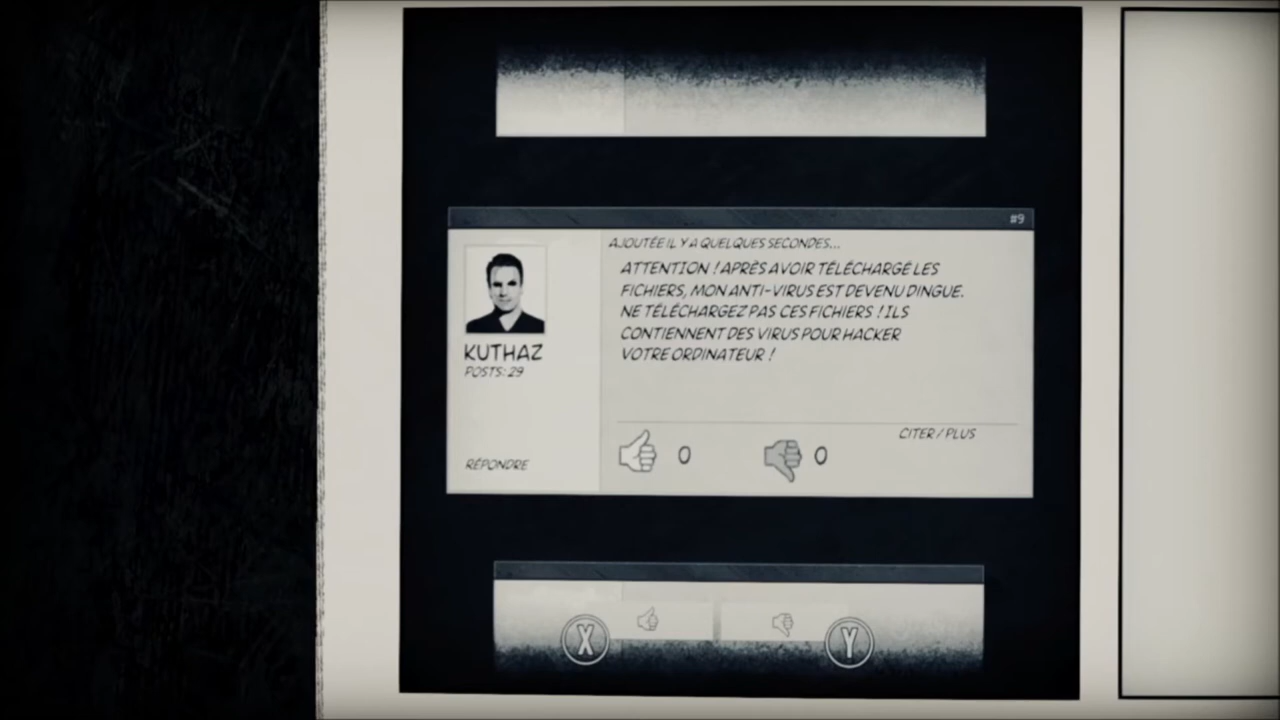 #9
AJOUTÉE IL Y A QUELQUES SECONDES...
ATTENTION ! APRÈS AVOIR TÉLÉCHARGÉ LES
FICHIERS, MON ANTI-VIRUS EST DEVENU DINGUE.
NE TÉLÉCHARGEZ PAS CES FICHIERS ! ILS
CONTIENNENT DES VIRUS POUR HACKER
VOTRE ORDINATEUR !
KUTHAZ
POSTS: 29
CITER / PLUS
0 0
RÉPONDRE
X Y